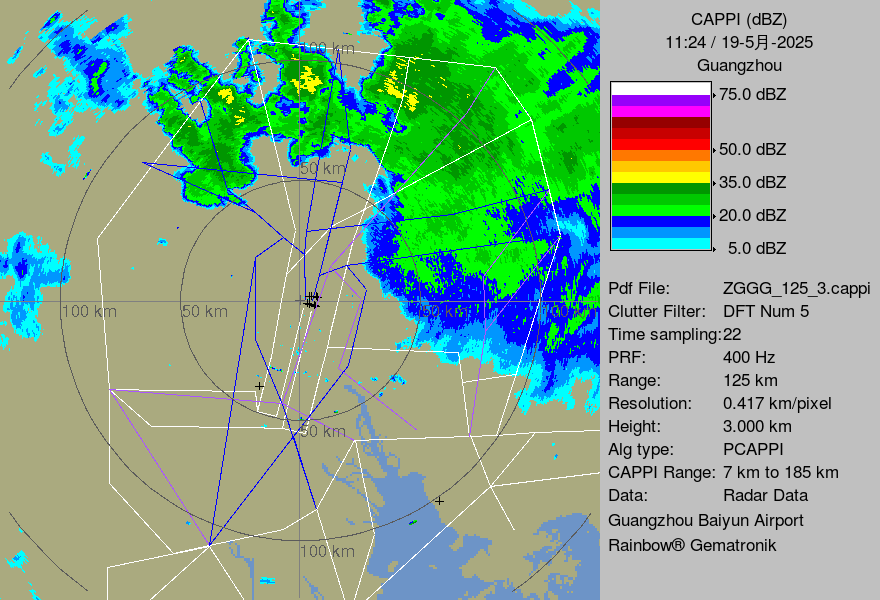 CAPPI (dBZ)
11:24 / 19-5月-2025
Guangzhou
75.0 dBZ
50.0 dBZ
35.0 dBZ
20.0 dBZ
5.0 dBZ
Pdf File: ZGGG_125_3.cappi
Clutter Filter: DFT Num 5
Time sampling:22
PRF: 400 Hz
Range: 125 km
Resolution: 0.417 km/pixel
Height: 3.000 km
Alg type: PCAPPI
CAPPI Range: 7 km to 185 km
Data: Radar Data
Guangzhou Baiyun Airport
Rainbow® Gematronik
100 km
50 km
100 km
50 km
50 km
100 km
50 km
100 km